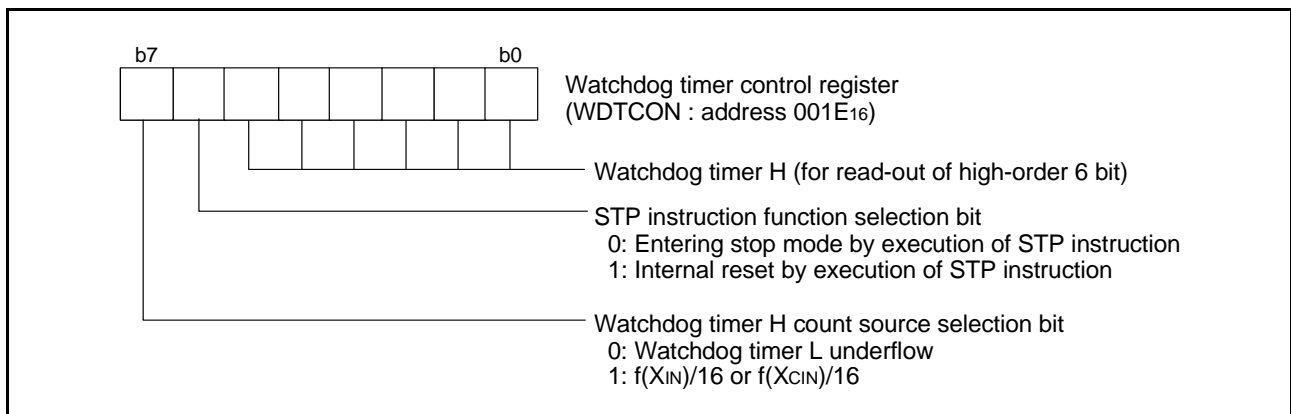 b7 b0
Watchdog timer control register
(WDTCON : address 001E16)
Watchdog timer H (for read-out of high-order 6 bit)
STP instruction function selection bit
0: Entering stop mode by execution of STP instruction
1: Internal reset by execution of STP instruction
Watchdog timer H count source selection bit
0: Watchdog timer L underflow
1: f(XIN)/16 or f(XCIN)/16